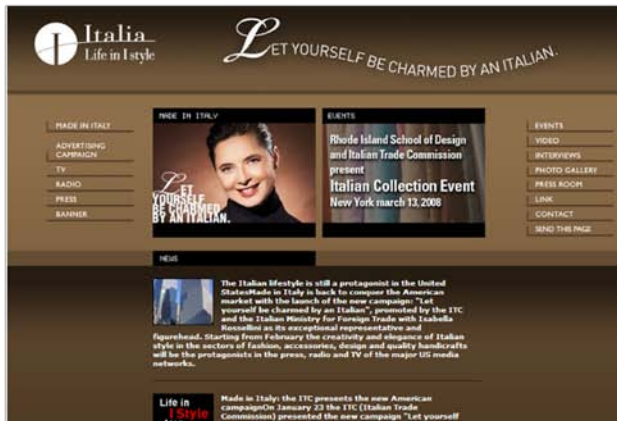 Italia
Life in I style
LET YOURSELF BE CHARMED BY AN ITALIAN.
MADE IN ITALY
ADVERTISING
CAMPAIGN
TV
RADIO
PRESS
BANNER
MADE IN ITALY
LET
YOURSELF
BE CHARMED
BY AN ITALIAN.
EVENTS
Rhode Island School of Design
and Italian Trade Commission
present
Italian Collection Event
New York march 13, 2008
EVENTS
VIDEO
INTERVIEWS
PHOTO GALLERY
PRESS ROOM
LINK
CONTACT
SEND THIS PAGE
NEWS
The Italian lifestyle is still a protagonist in the United
StatesMade in Italy is back to conquer the American
market with the launch of the new campaign: "Let
yourself be charmed by an Italian", promoted by the ITC
and the Italian Ministry for Foreign Trade with Isabella
Rossellini as its exceptional representative and
figurehead. Starting from February the creativity and elegance of Italian
style in the sectors of fashion, accessories, design and quality handicrafts
will be the protagonists in the press, radio and TV of the major US media
networks.
Life in
I Style
Made in Italy: the ITC presents the new American
campaignOn January 23 the ITC (Italian Trade
Commission) presented the new campaign "Let yourself